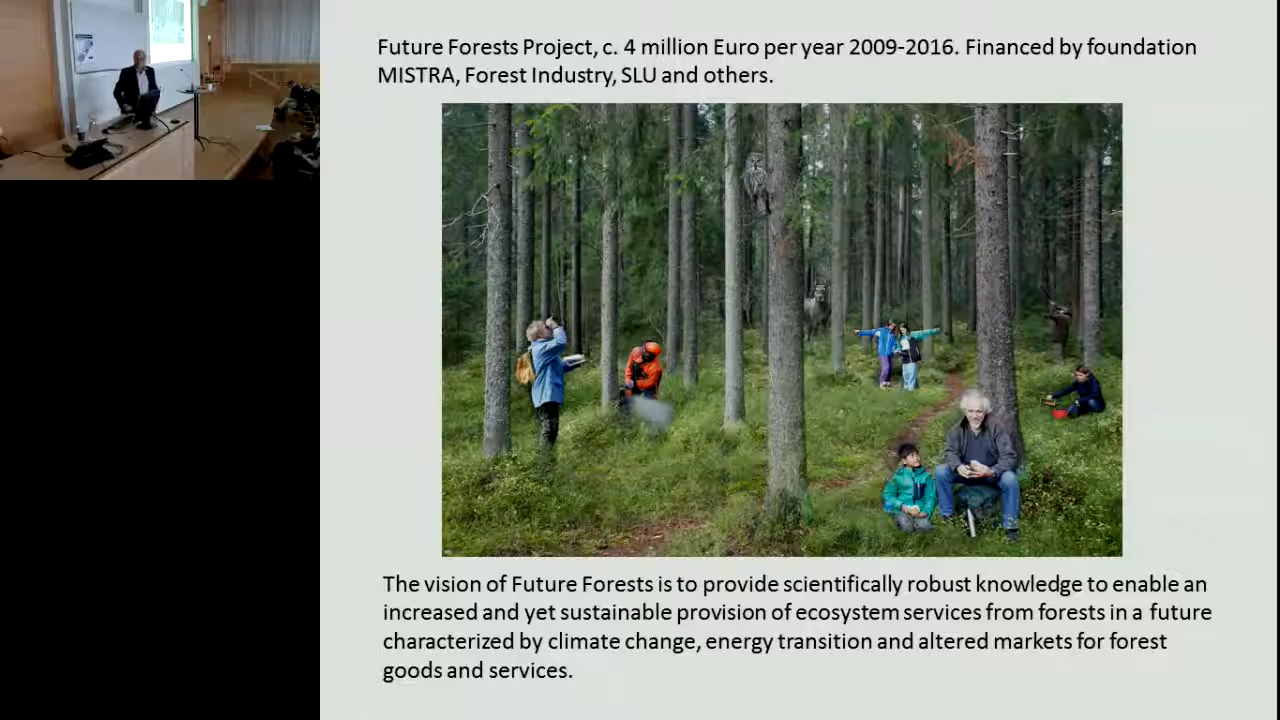 Future Forests Project, c. 4 million Euro per year 2009-2016. Financed by foundation
MISTRA, Forest Industry, SLU and others.
The vision of Future Forests is to provide scientifically robust knowledge to enable an
increased and yet sustainable provision of ecosystem services from forests in a future
characterized by climate change, energy transition and altered markets for forest
goods and services.